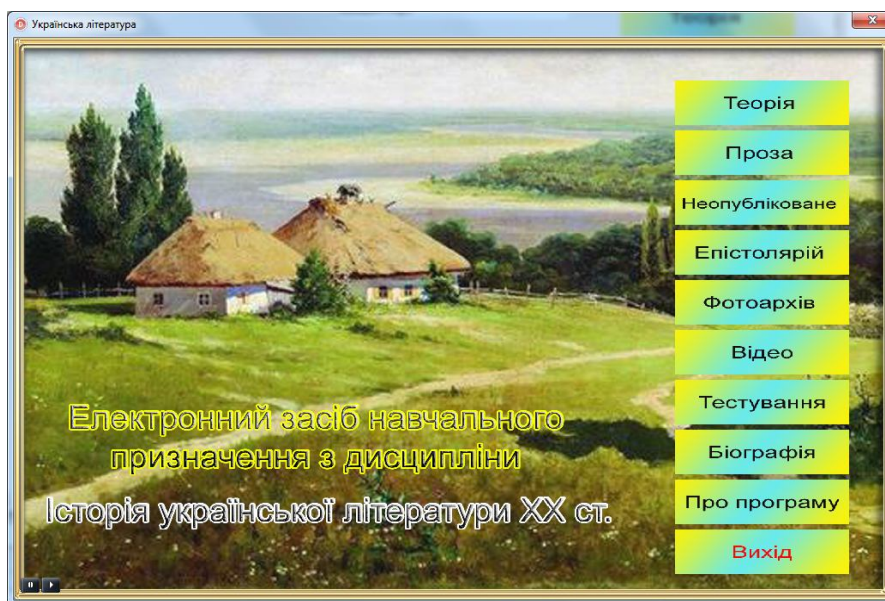 Українська література
Теорія
Проза
Неопубліковане
Епістолярій
Фотоархів
Відео
Тестування
Біографія
Про програму
Вихід
Електронний засіб навчального
призначення з дисципліни
Історія української літератури ХХ ст.